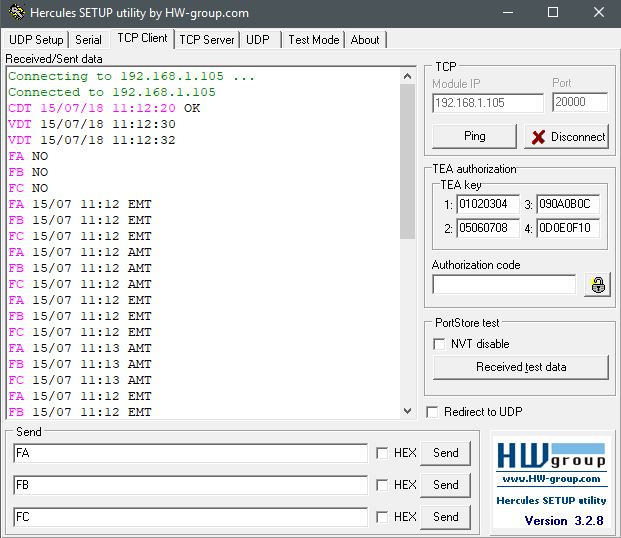 Hercules SETUP utility by HW-group.com
UDP Setup Serial TCP Client TCP Server UDP Test Mode About
Received/Sent data
Connecting to 192.168.1.105 ...
Connected to 192.168.1.105
CDT 15/07/18 11:12:20 OK
VDT 15/07/18 11:12:30
VDT 15/07/18 11:12:32
FA NO
FB NO
FC NO
FA 15/07 11:12 EMT
FB 15/07 11:12 EMT
FC 15/07 11:12 EMT
FA 15/07 11:12 AMT
FB 15/07 11:12 AMT
FC 15/07 11:12 AMT
FA 15/07 11:12 EMT
FB 15/07 11:12 EMT
FC 15/07 11:12 EMT
FA 15/07 11:13 AMT
FB 15/07 11:13 AMT
FC 15/07 11:13 AMT
FA 15/07 11:12 EMT
FB 15/07 11:12 EMT
TCP
Module IP Port
192.168.1.105 20000
Ping Disconnect
TEA authorization
TEA key
1: 01020304 3: 090A0B0C
2: 05060708 4: 0D0E0F10
Authorization code
PortStore test
NVT disable
Received test data
Redirect to UDP
Send
FA HEX Send
FB HEX Send
FC HEX Send
HW group
www.HW-group.com
Hercules SETUP utility
Version 3.2.8